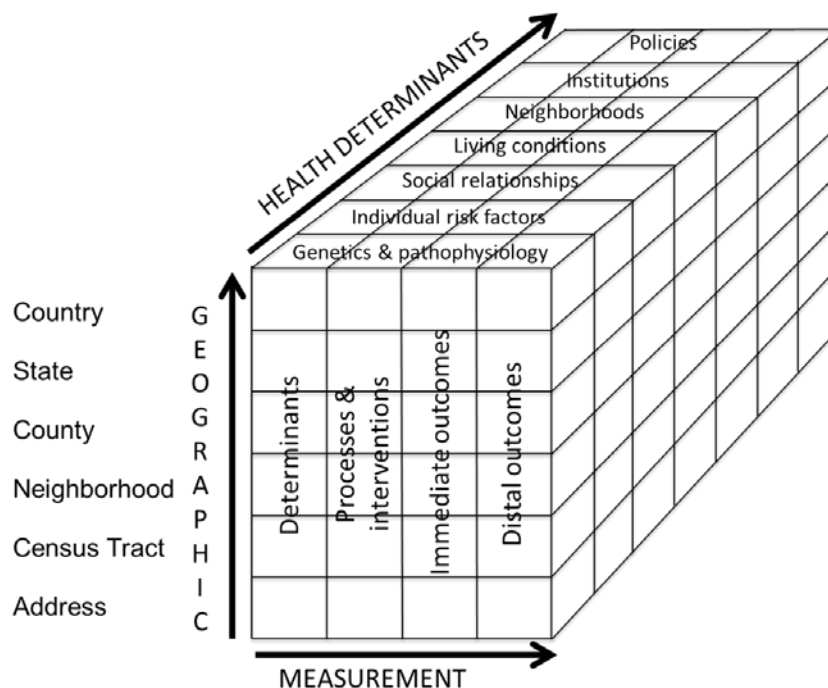 HEALTH DETERMINANTS
Policies
Institutions
Neighborhoods
Living conditions
Social relationships
Individual risk factors
Genetics & pathophysiology
Country
State
County
Neighborhood
Census Tract
Address
GEOGRAPHIC
Determinants
Processes &
interventions
Immediate outcomes
Distal outcomes
MEASUREMENT